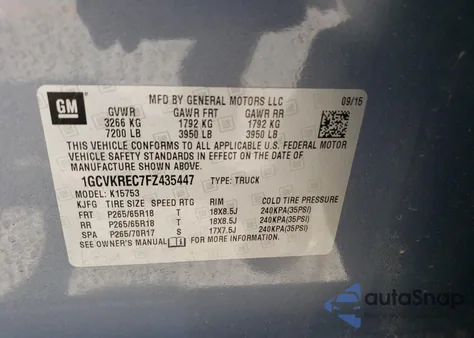 GM
MFD BY GENERAL MOTORS LLC 09/15
GVWR GAWR FRT GAWR RR
3266 KG 1792 KG 1792 KG
7200 LB 3950 LB 3950 LB
THIS VEHICLE CONFORMS TO ALL APPLICABLE U.S. FEDERAL MOTOR
VEHICLE SAFETY STANDARDS IN EFFECT ON THE DATE OF
MANUFACTURE SHOWN ABOVE.
1GCVKREC7FZ435447 TYPE: TRUCK
MODEL: K15753
KJFG TIRE SIZE SPEED RTG RIM COLD TIRE PRESSURE
FRT P265/65R18 T 18X8.5J 240KPA(35PSI)
RR P265/65R18 T 18X8.5J 240KPA(35PSI)
SPA P265/70R17 S 17X7.5J 240KPA(35PSI)
SEE OWNER'S MANUAL FOR MORE INFORMATION.
autoSnap